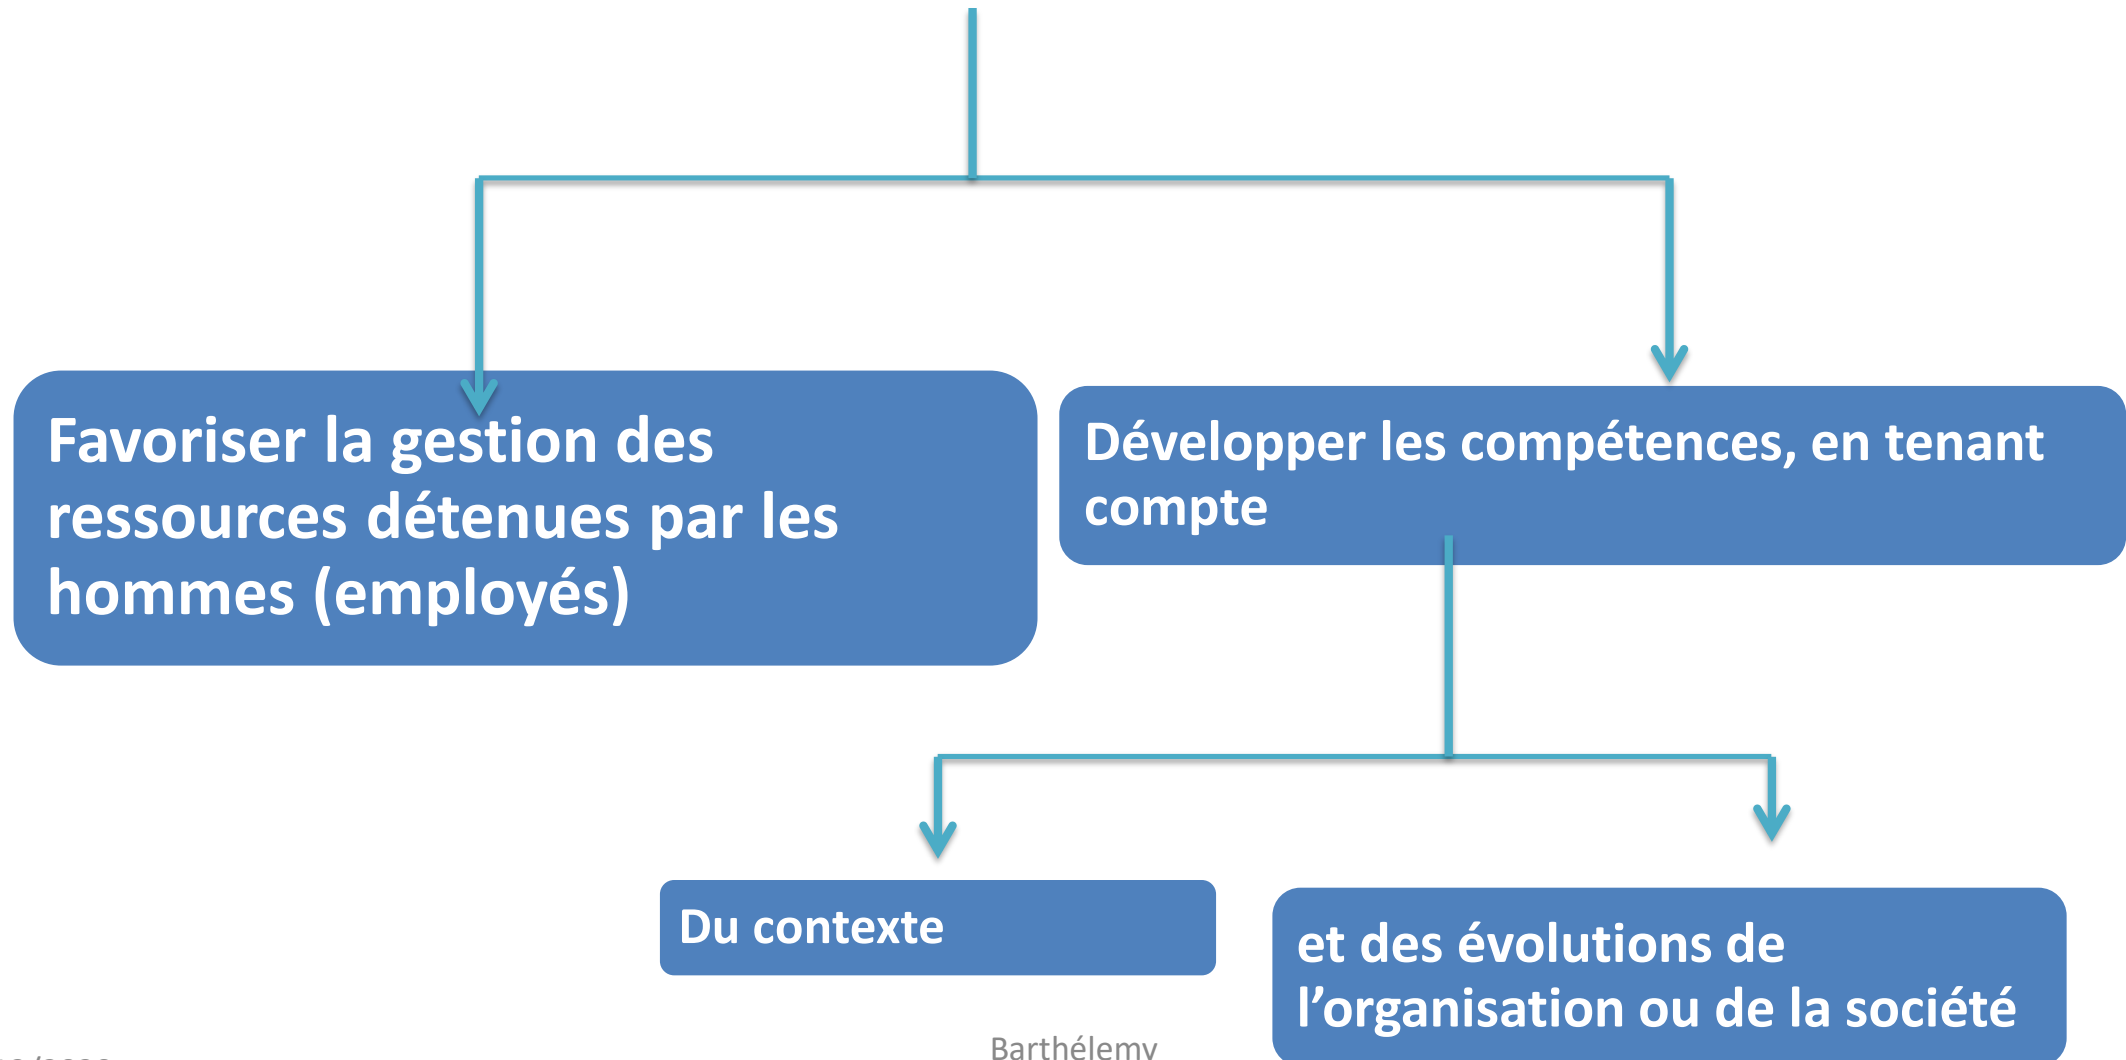 Favoriser la gestion des
ressources détenues par les
hommes (employés)
Développer les compétences, en tenant
compte
Du contexte
et des évolutions de
l’organisation ou de la société
Barthélemy